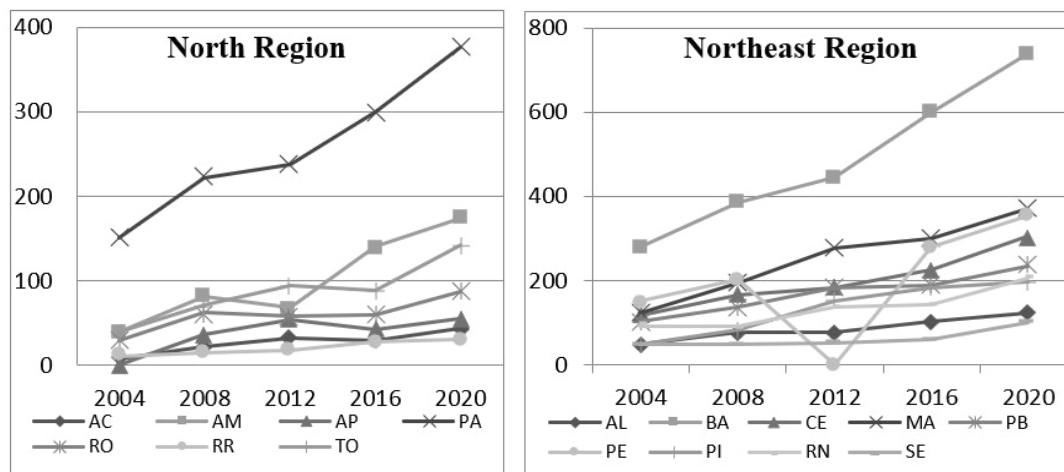 North Region
400
300
200
100
0
2004 2008 2012 2016 2020
AC AM AP PA
RO RR TO
Northeast Region
800
600
400
200
0
2004 2008 2012 2016 2020
AL BA CE MA PB
PE PI RN SE